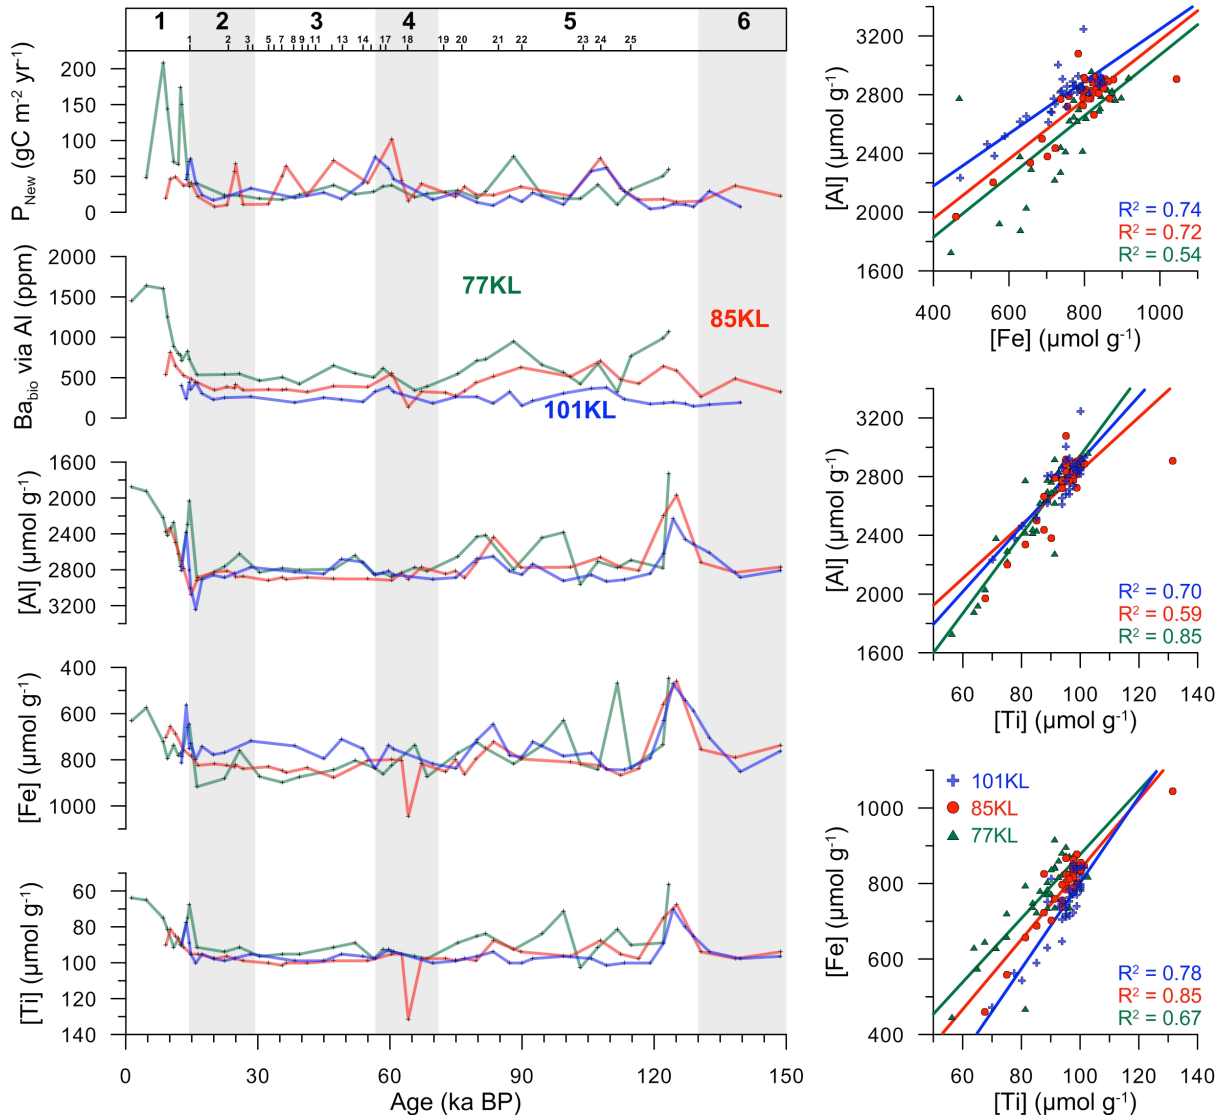 1 2 3 4 5 6
1 2 3 5 7 8 9 11 13 14 17 18 19 20 21 22 23 24 25
P_New (gC m⁻² yr⁻¹)
200
150
100
50
0
Ba_bio via Al (ppm)
2000
1500
1000
500
0
77KL
85KL
101KL
[Al] (µmol g⁻¹)
1600
2000
2400
2800
3200
[Fe] (µmol g⁻¹)
400
600
800
1000
[Ti] (µmol g⁻¹)
60
80
100
120
140
0 30 60 90 120 150
Age (ka BP)
[Al] (µmol g⁻¹)
3200
2800
2400
2000
1600
R² = 0.74
R² = 0.72
R² = 0.54
400 600 800 1000
[Fe] (µmol g⁻¹)
[Al] (µmol g⁻¹)
3200
2800
2400
2000
1600
R² = 0.70
R² = 0.59
R² = 0.85
60 80 100 120 140
[Ti] (µmol g⁻¹)
[Fe] (µmol g⁻¹)
1000
800
600
400
101KL
85KL
77KL
R² = 0.78
R² = 0.85
R² = 0.67
60 80 100 120 140
[Ti] (µmol g⁻¹)